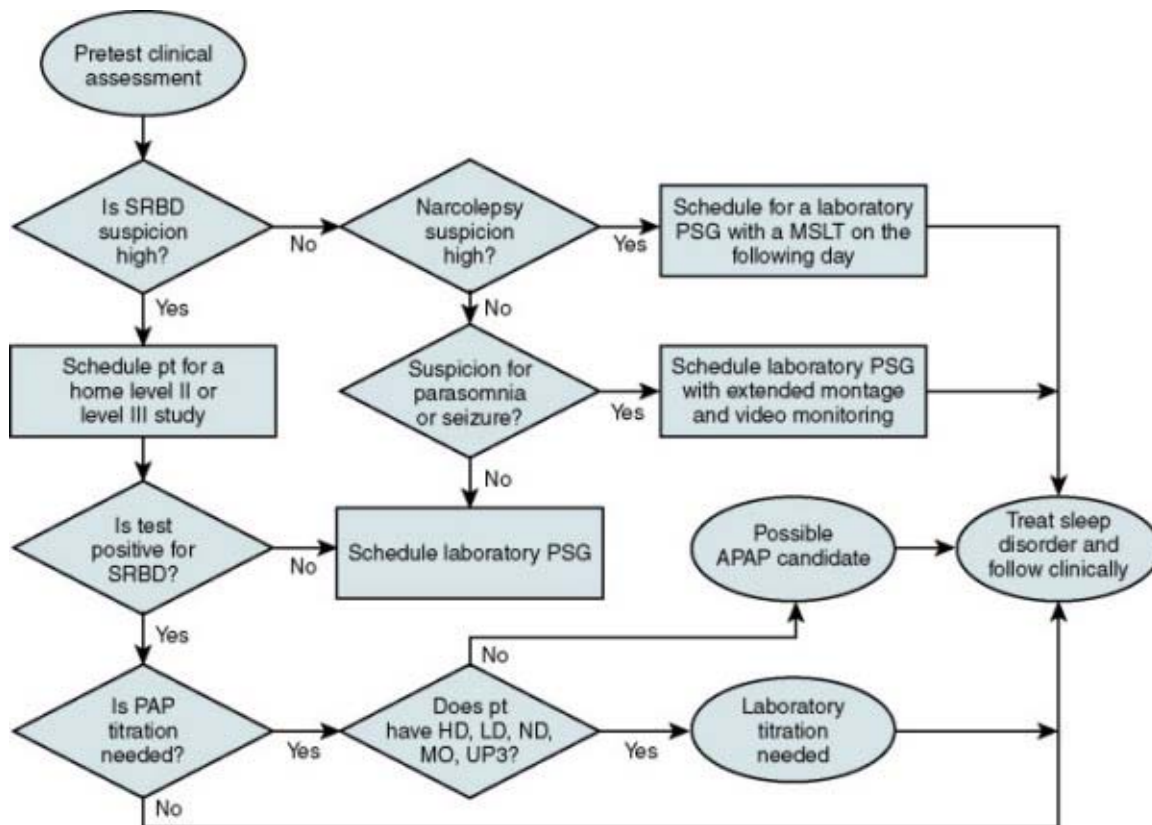 Pretest clinical
assessment
Is SRBD
suspicion
high?
No
Narcolepsy
suspicion
high?
Yes
Schedule for a laboratory
PSG with a MSLT on the
following day
Yes
No
Schedule pt for a
home level II or
level III study
Suspicion for
parasomnia
or seizure?
Yes
Schedule laboratory PSG
with extended montage
and video monitoring
No
Is test
positive for
SRBD?
No
Schedule laboratory PSG
Possible
APAP candidate
Treat sleep
disorder and
follow clinically
Yes
No
Is PAP
titration
needed?
Yes
Does pt
have HD, LD, ND,
MO, UP3?
Yes
Laboratory
titration
needed
No